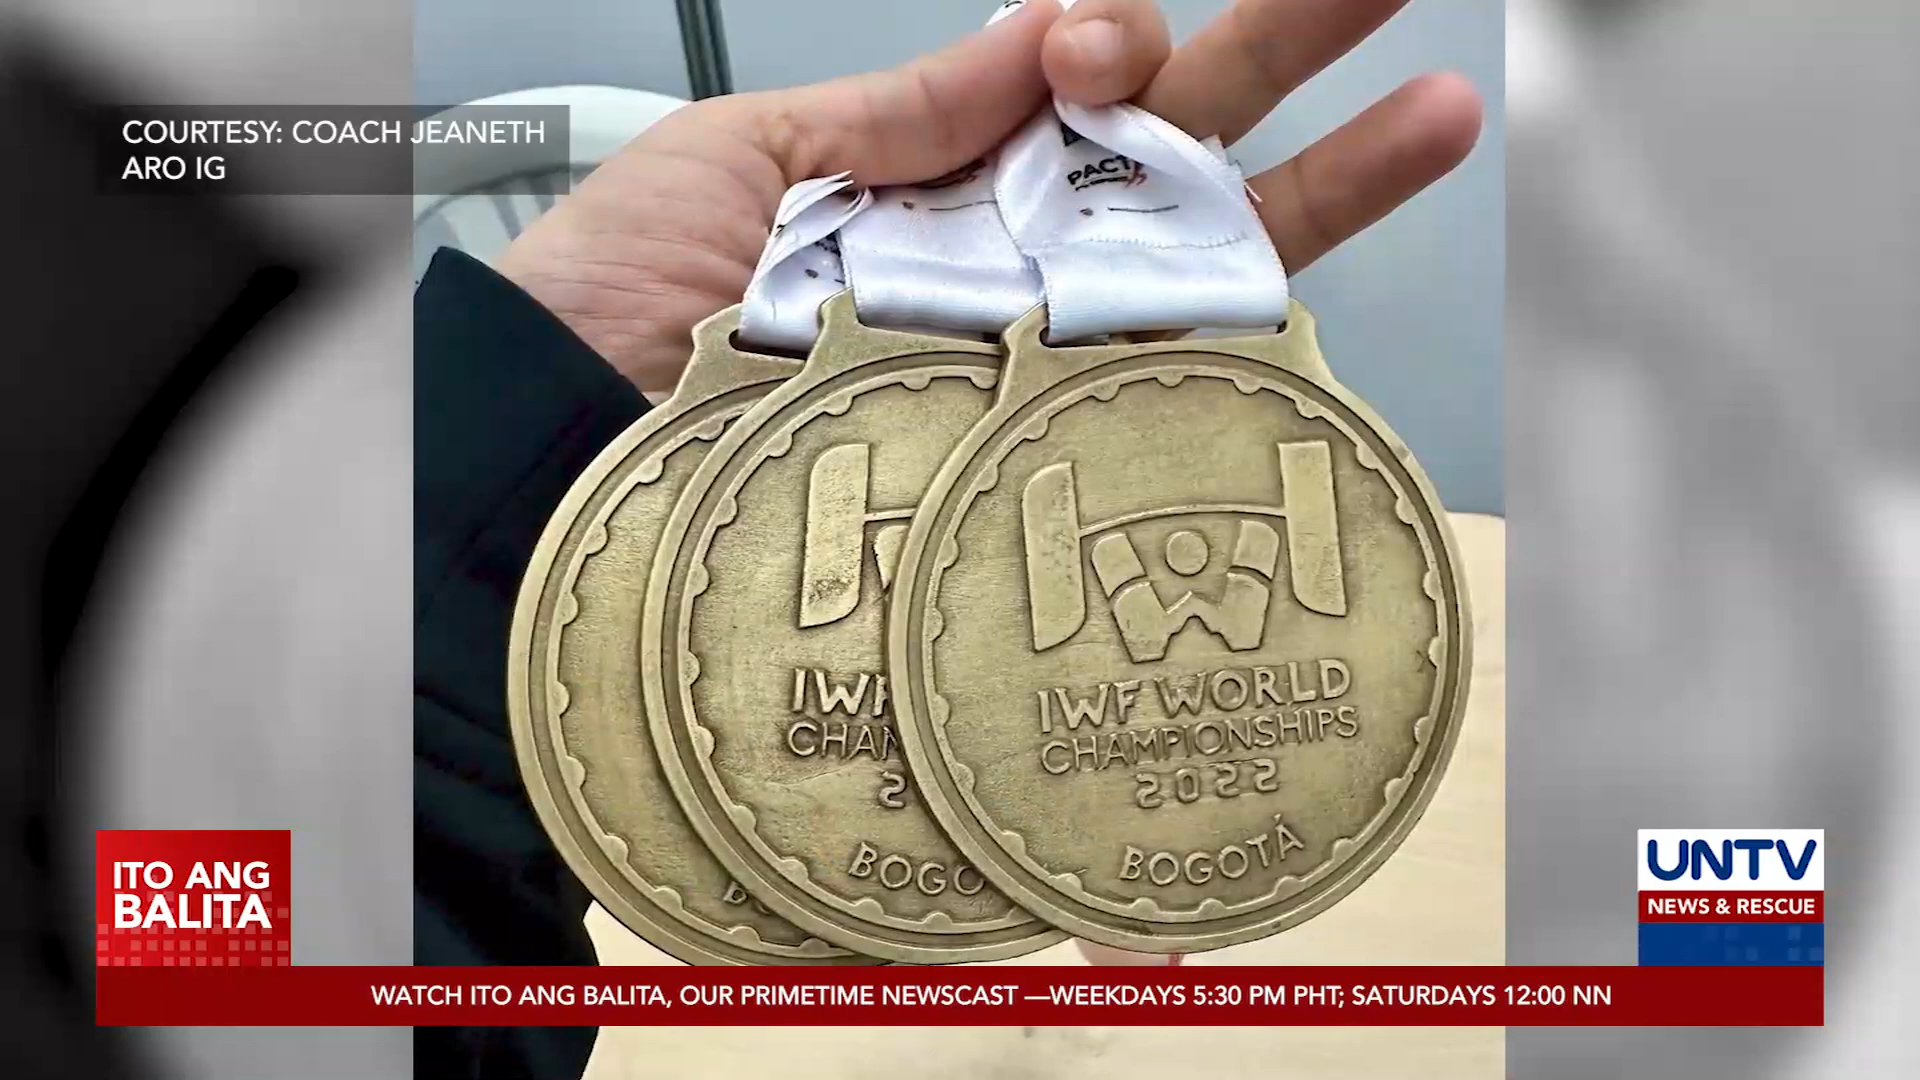 COURTESY: COACH JEANETH
ARO IG
PACT
IWF WORLD
CHAMPIONSHIPS
2022
BOGOTÁ
IWF
CHAM
2
BOGO
ITO ANG
BALITA
UNTV
NEWS & RESCUE
WATCH ITO ANG BALITA, OUR PRIMETIME NEWSCAST —WEEKDAYS 5:30 PM PHT; SATURDAYS 12:00 NN